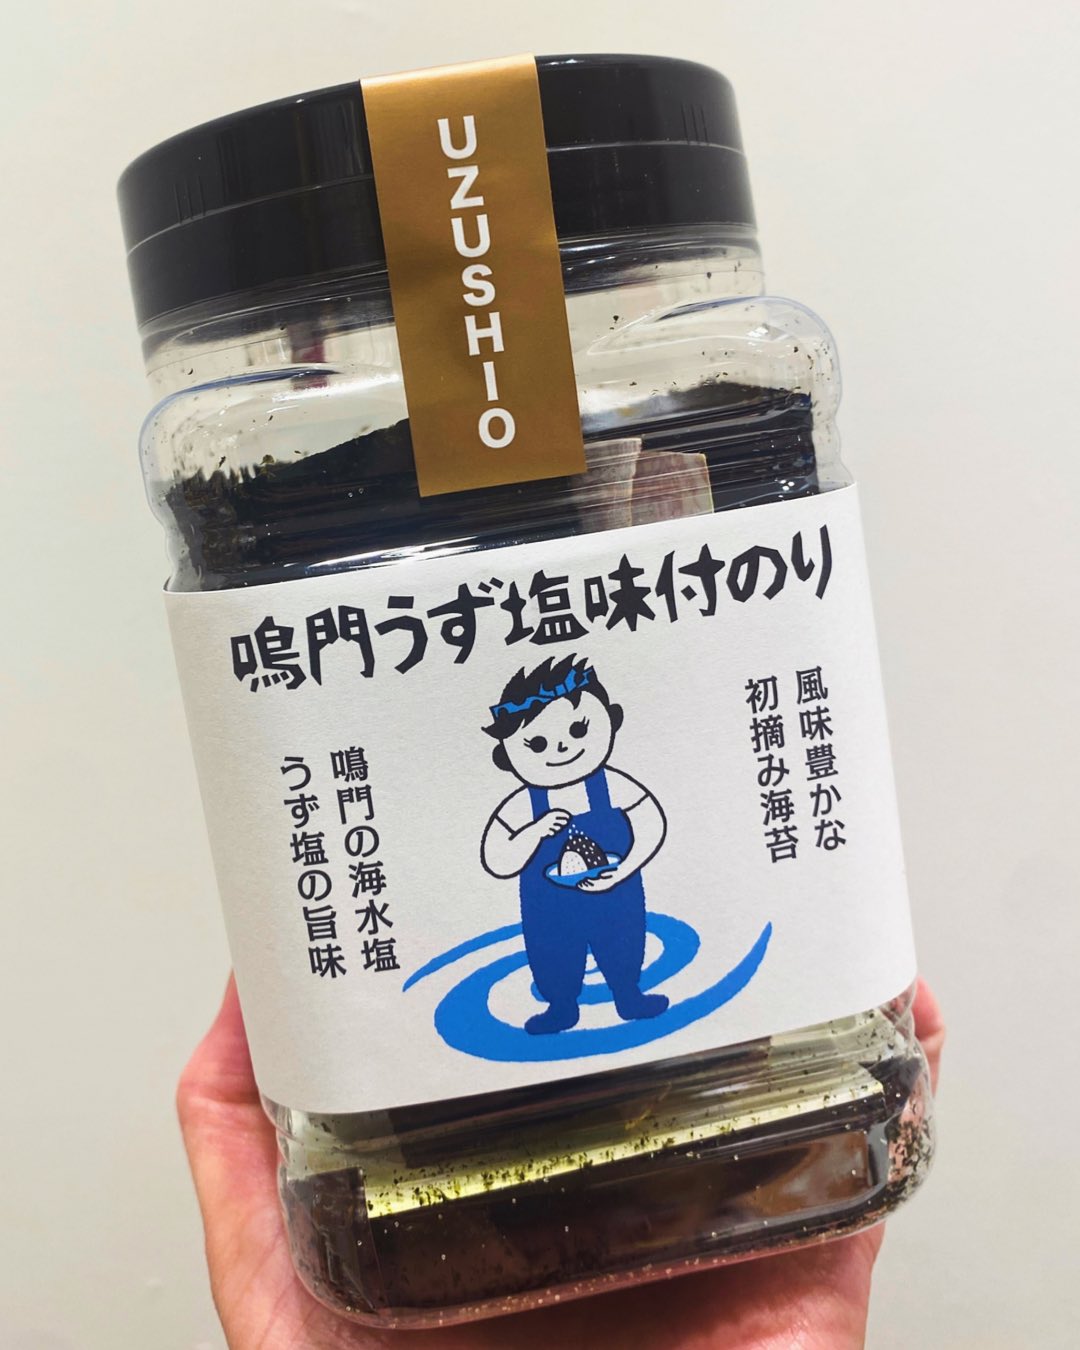 UZUSHIO
鳴門うず塩味付のり
風味豊かな
初摘み海苔
鳴門の海水塩
うず塩の旨味